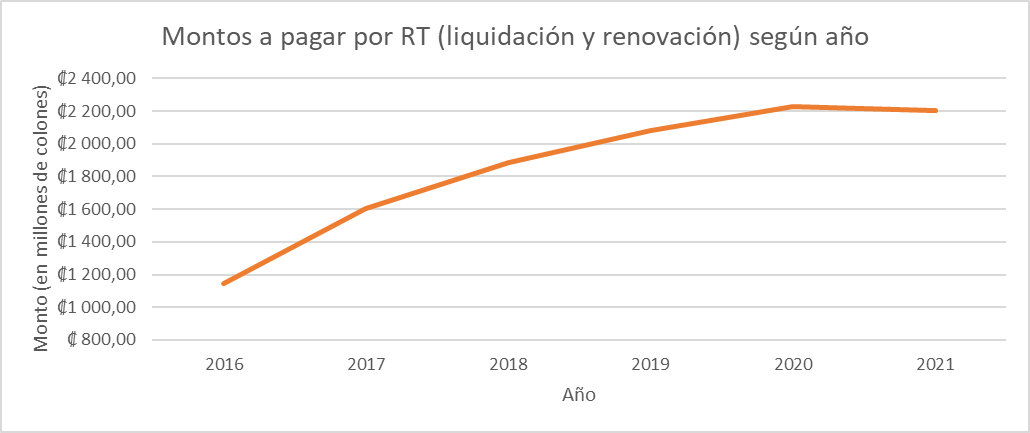 Montos a pagar por RT (liquidación y renovación) según año
Monto (en millones de colones)
₡2 400,00
₡2 200,00
₡2 000,00
₡1 800,00
₡1 600,00
₡1 400,00
₡1 200,00
₡1 000,00
₡ 800,00
2016 2017 2018 2019 2020 2021
Año